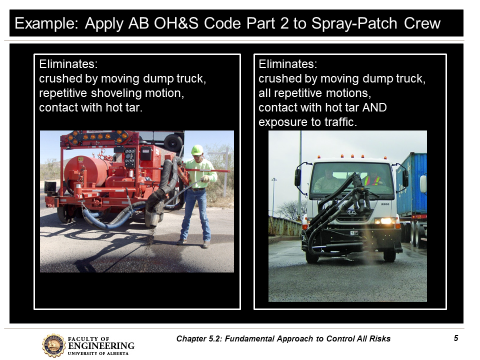 Example: Apply AB OH&S Code Part 2 to Spray-Patch Crew
Eliminates:
crushed by moving dump truck,
repetitive shoveling motion,
contact with hot tar.
Eliminates:
crushed by moving dump truck,
all repetitive motions,
contact with hot tar AND
exposure to traffic.
FACULTY OF
ENGINEERING
UNIVERSITY OF ALBERTA
Chapter 5.2: Fundamental Approach to Control All Risks
5